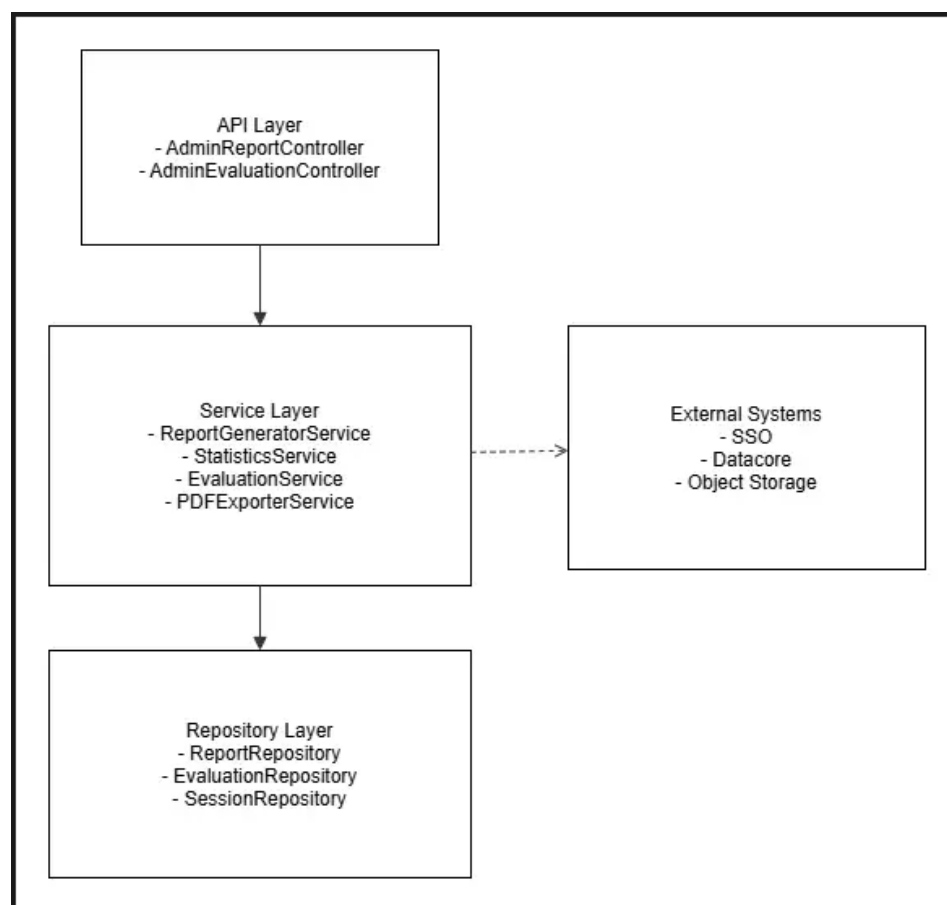 API Layer
- AdminReportController
- AdminEvaluationController
Service Layer
- ReportGeneratorService
- StatisticsService
- EvaluationService
- PDFExporterService
External Systems
- SSO
- Datacore
- Object Storage
Repository Layer
- ReportRepository
- EvaluationRepository
- SessionRepository